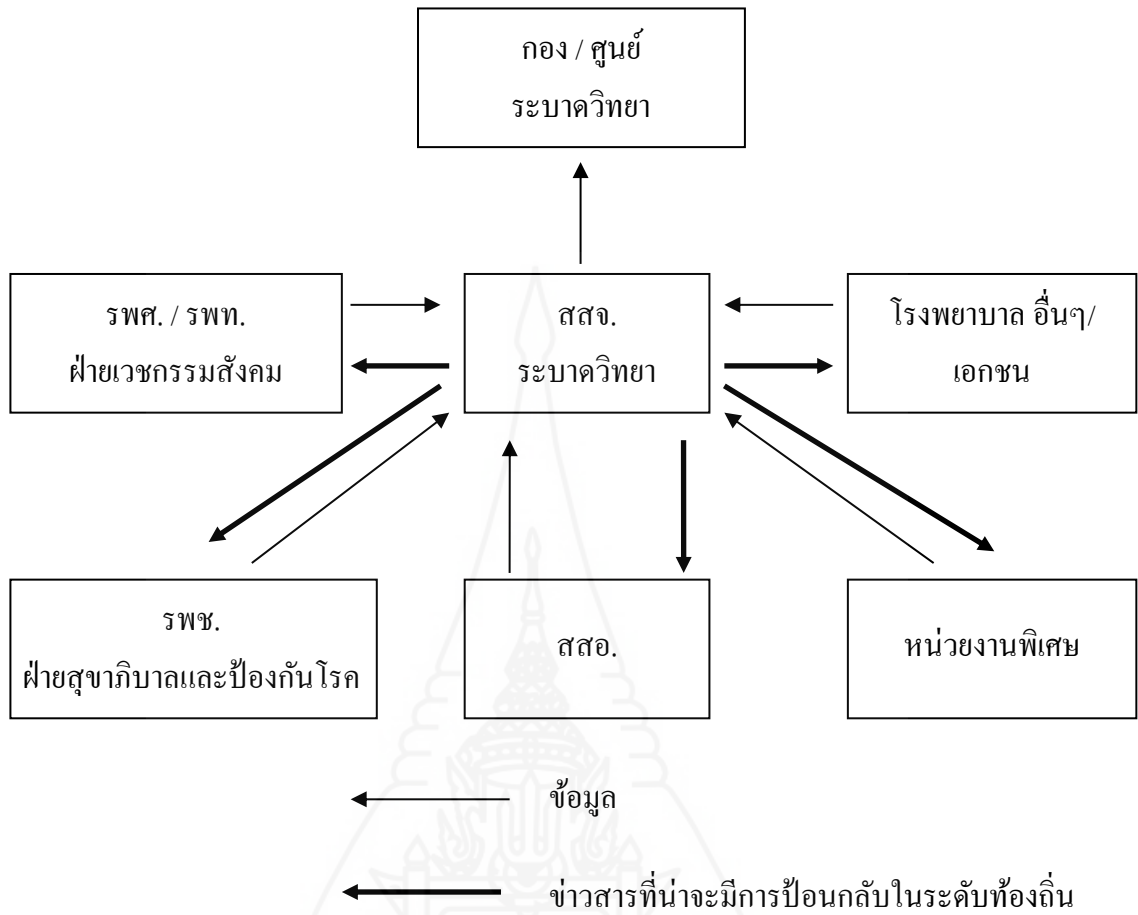 กอง / ศูนย์
ระบาดวิทยา
รพศ. / รพท.
ฝ่ายเวชกรรมสังคม
สสจ.
ระบาดวิทยา
โรงพยาบาล อื่นๆ/
เอกชน
รพช.
ฝ่ายสุขาภิบาลและป้องกันโรค
สสอ.
หน่วยงานพิเศษ
ข้อมูล
ข่าวสารที่น่าจะมีการป้อนกลับในระดับท้องถิ่น